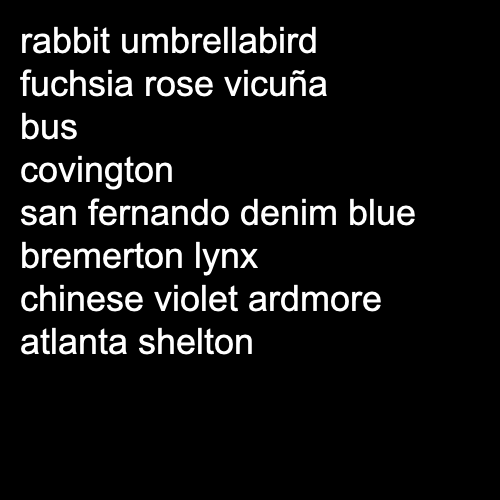 rabbit umbrellabird
fuchsia rose vicuña
bus
covington
san fernando denim blue
bremerton lynx
chinese violet ardmore
atlanta shelton